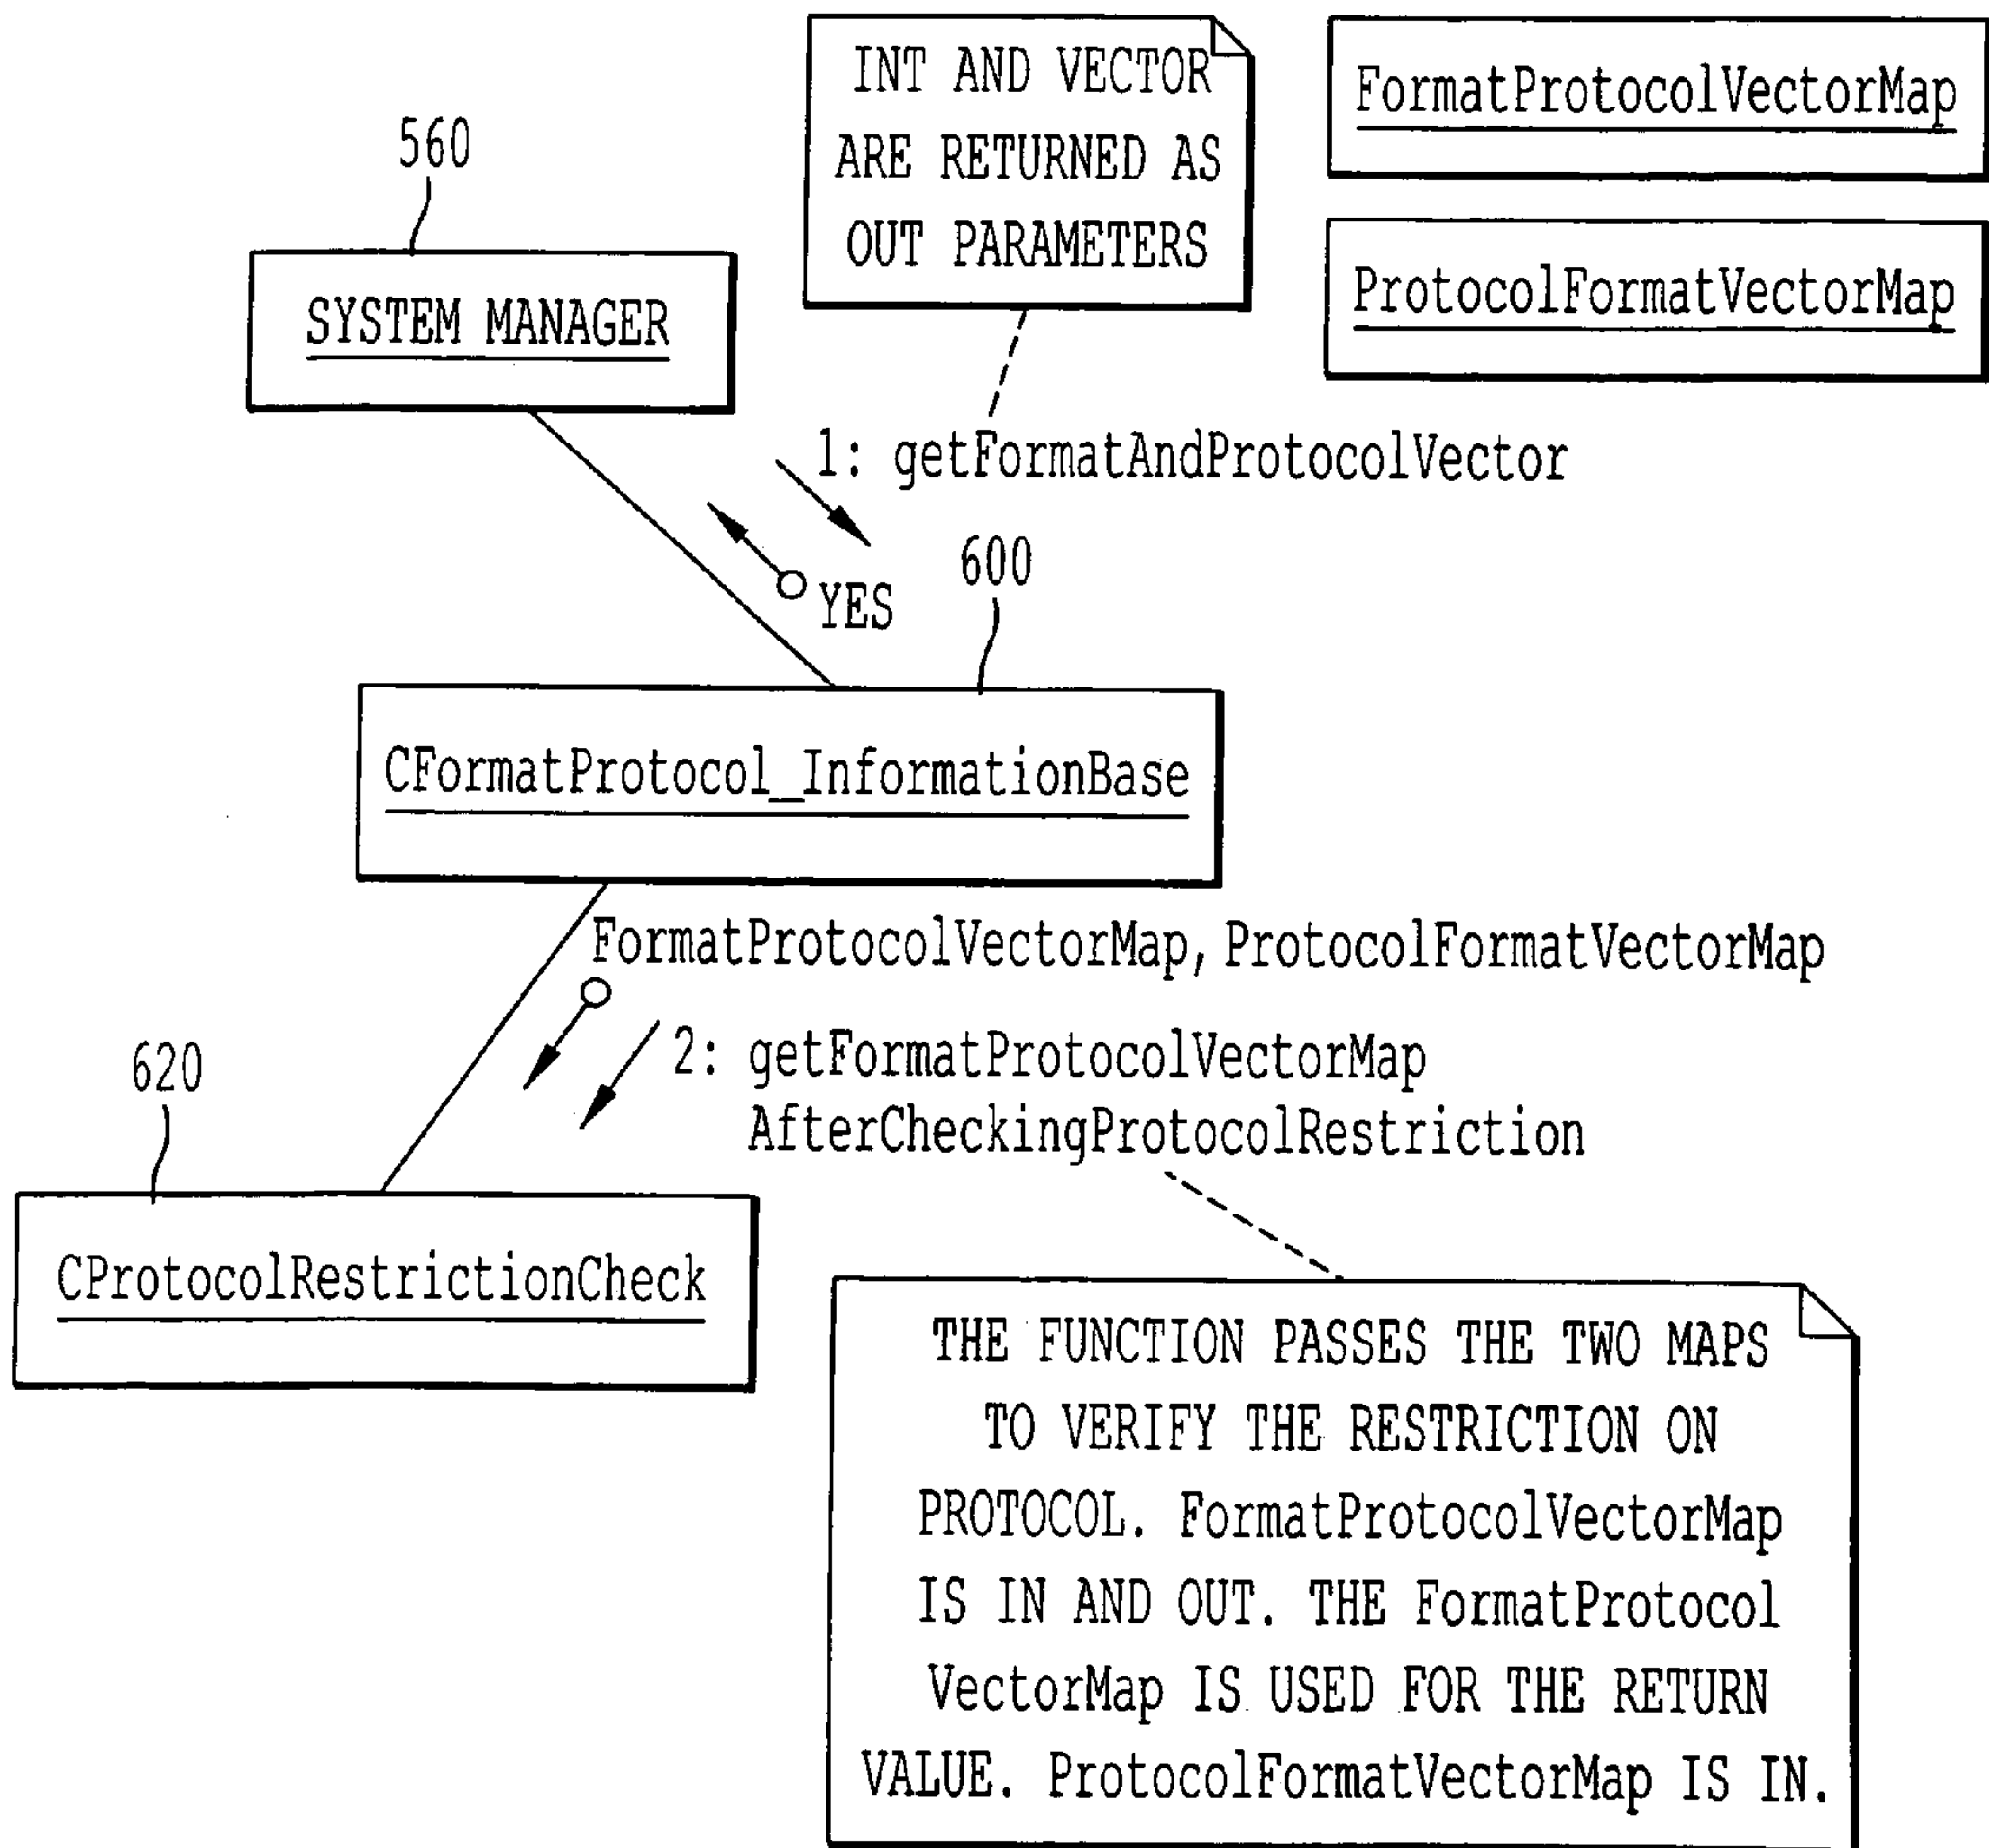 INT AND VECTOR
ARE RETURNED AS
OUT PARAMETERS
FormatProtocolVectorMap
ProtocolFormatVectorMap
560
SYSTEM MANAGER
1: getFormatAndProtocolVector
YES
600
CFormatProtocol_InformationBase
FormatProtocolVectorMap, ProtocolFormatVectorMap
2: getFormatProtocolVectorMap
AfterCheckingProtocolRestriction
620
CProtocolRestrictionCheck
THE FUNCTION PASSES THE TWO MAPS
TO VERIFY THE RESTRICTION ON
PROTOCOL. FormatProtocolVectorMap
IS IN AND OUT. THE FormatProtocol
VectorMap IS USED FOR THE RETURN
VALUE. ProtocolFormatVectorMap IS IN.